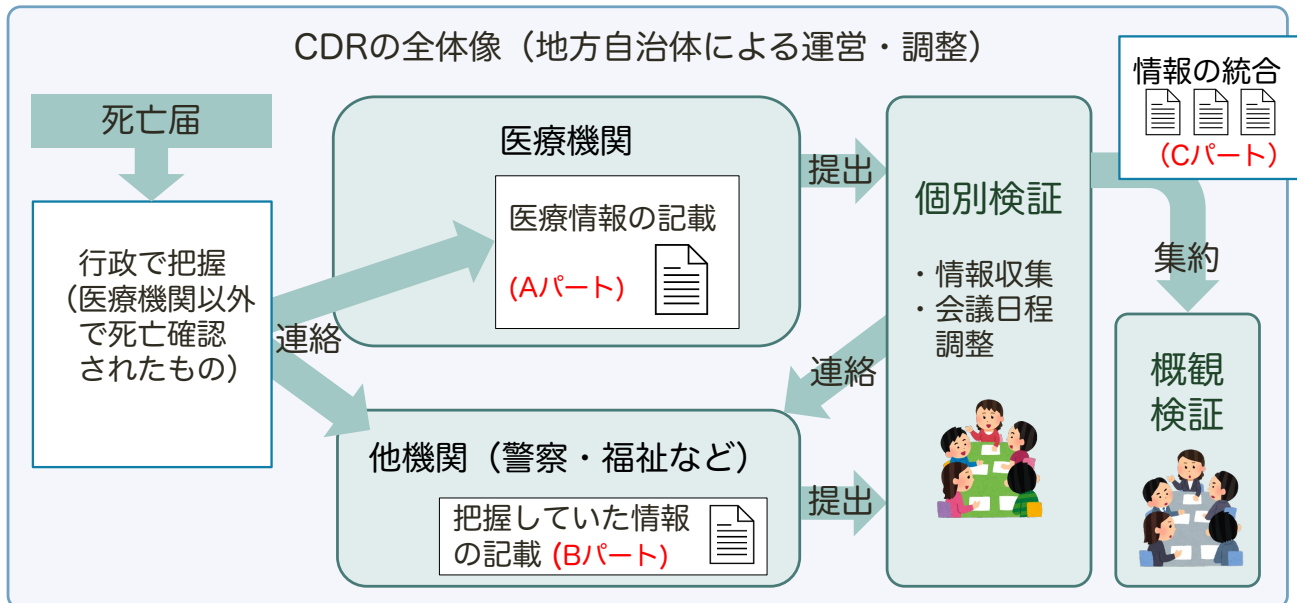 CDRの全体像（地方自治体による運営・調整）
死亡届
行政で把握
（医療機関以外
で死亡確認
されたもの）
連絡
医療機関
医療情報の記載
(Aパート)
提出
他機関（警察・福祉など）
把握していた情報
の記載 (Bパート)
提出
連絡
個別検証
・情報収集
・会議日程
調整
情報の統合
（Cパート）
集約
概観
検証